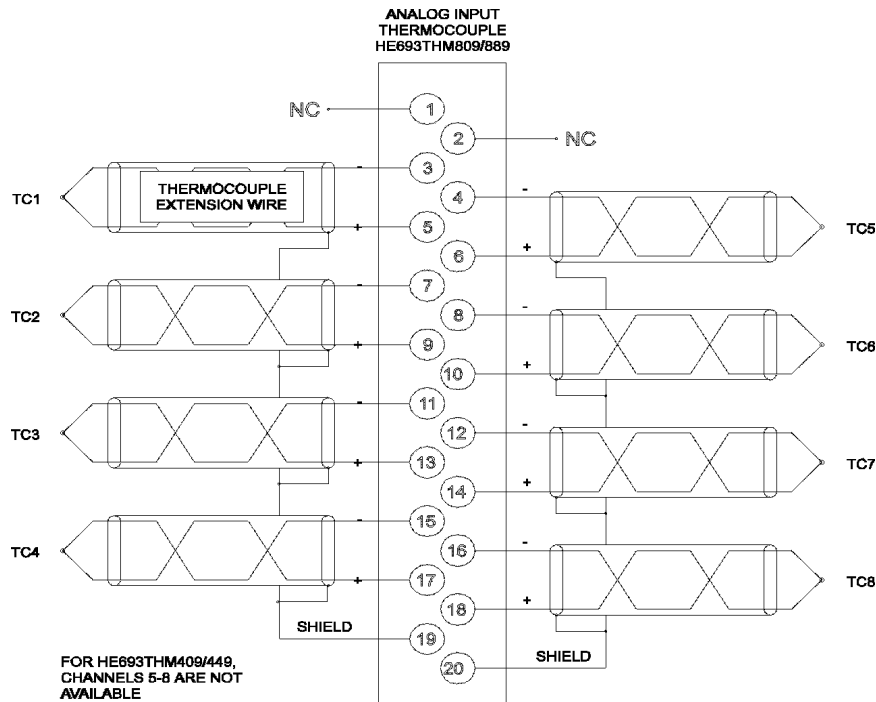 ANALOG INPUT
THERMOCOUPLE
HE693THM809/889
NC
1
2
NC
-
3
TC1
THERMOCOUPLE
EXTENSION WIRE
4
-
+
5
TC5
6
+
-
7
TC2
8
-
TC6
+
9
10
+
-
11
12
-
TC3
+
13
TC7
14
+
-
15
16
-
TC4
+
17
TC8
18
+
SHIELD
19
20
SHIELD
FOR HE693THM409/449,
CHANNELS 5-8 ARE NOT
AVAILABLE